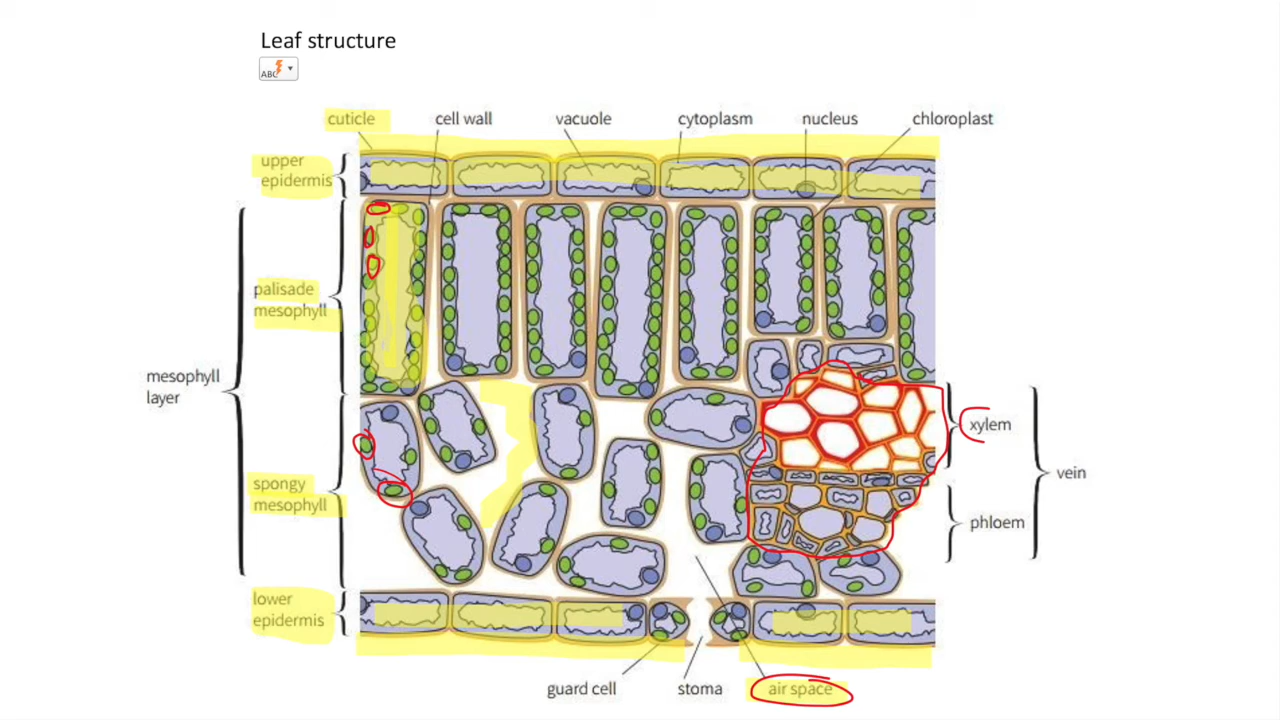 Leaf structure
ABC
cuticle
cell wall
vacuole
cytoplasm
nucleus
chloroplast
upper
epidermis
palisade
mesophyll
mesophyll
layer
xylem
vein
spongy
mesophyll
phloem
lower
epidermis
guard cell
stoma
air space